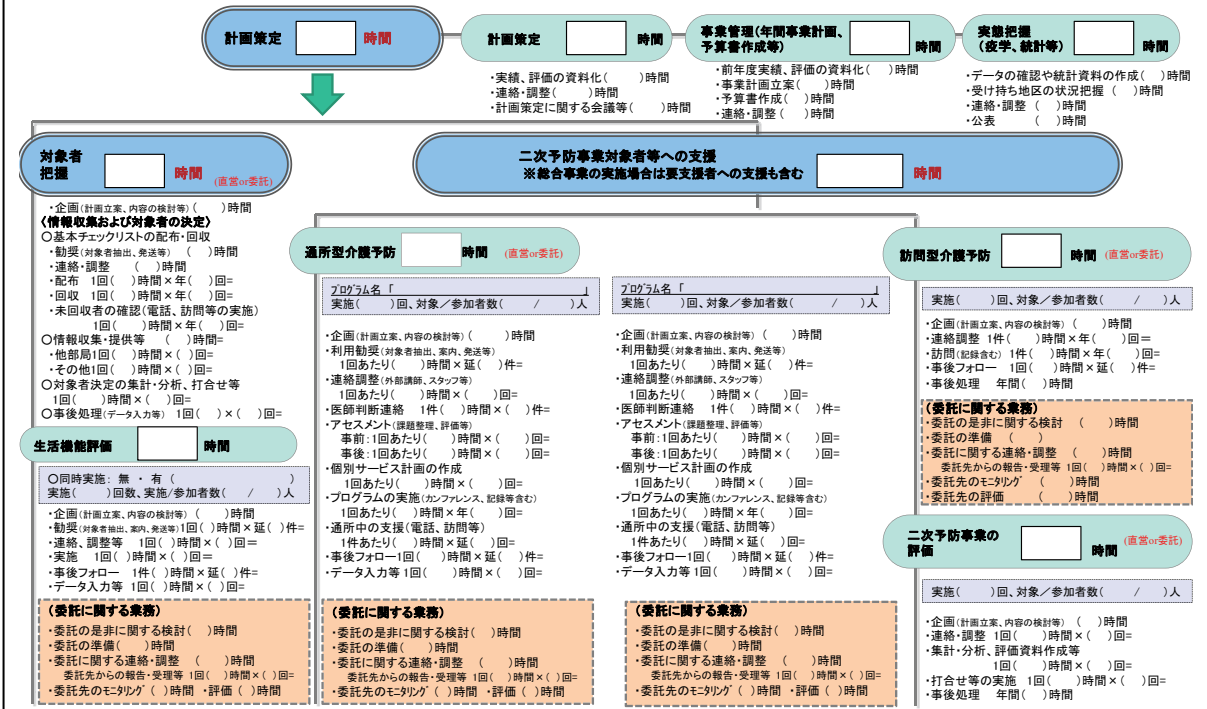 計画策定 時間
計画策定 時間
・実績、評価の資料化( )時間
・連絡・調整( )時間
・計画策定に関する会議等( )時間
事業管理(年間事業計画、
予算書作成等) 時間
・前年度実績、評価の資料化( )時間
・事業計画立案( )時間
・予算書作成( )時間
・連絡・調整( )時間
実態把握
(疫学、統計等) 時間
・データの確認や統計資料の作成( )時間
・受け持ち地区の状況把握( )時間
・連絡・調整 ( )時間
・公表 ( )時間
対象者
把握 時間 (直営or委託)
・企画(計画立案、内容の検討等)( )時間
〈情報収集および対象者の決定〉
○基本チェックリストの配布・回収
・勧奨(対象者抽出、発送等) ( )時間
・連絡・調整 ( )時間
・配布 1回( )時間×年( )回=
・回収 1回( )時間×年( )回=
・未回収者の確認(電話、訪問等の実施)
1回( )時間×年( )回=
○情報収集・提供等 ( )時間=
・他部局1回( )時間×( )回=
・その他1回( )時間×( )回=
○対象者決定の集計・分析、打合せ等
1回( )時間×( )回=
○事後処理(データ入力等) 1回( )×( )回=
生活機能評価 時間
○同時実施: 無 ・ 有 ( )
実施( )回数、実施/参加者数( / )人
・企画(計画立案、内容の検討等)( )時間
・勧奨(対象者抽出、案内、発送等)1回( )時間×延( )件=
・連絡、調整等 1回( )時間×( )回=
・実施 1回( )時間×( )回=
・事後フォロー 1件( )時間×延( )件=
・データ入力等 1回( )時間×( )回=
(委託に関する業務)
・委託の是非に関する検討( )時間
・委託の準備( )時間
・委託に関する連絡・調整 ( )時間
委託先からの報告・受理等 1回( )時間×( )回=
・委託先のモニタリング( )時間 ・評価( )時間
二次予防事業対象者等への支援
※総合事業の実施場合は要支援者への支援も含む 時間
通所型介護予防 時間 (直営or委託)
プログラム名「 」
実施( )回、対象/参加者数( / )人
・企画(計画立案、内容の検討等)( )時間
・利用勧奨(対象者抽出、案内、発送等)
1回あたり( )時間×延( )件=
・連絡調整(外部講師、スタッフ等)
1回あたり( )時間×( )回=
・医師判断連絡 1件( )時間×( )件=
・アセスメント(課題整理、評価等)
事前:1回あたり( )時間×( )回=
事後:1回あたり( )時間×( )回=
・個別サービス計画の作成
1回あたり( )時間×( )回=
・プログラムの実施(カンファレンス、記録等含む)
1回あたり( )時間×年( )回=
・通所中の支援(電話、訪問等)
1件あたり( )時間×延( )回=
・事後フォロー1回( )時間×延( )件=
・データ入力等 1回( )時間×( )回=
(委託に関する業務)
・委託の是非に関する検討( )時間
・委託の準備( )時間
・委託に関する連絡・調整 ( )時間
委託先からの報告・受理等 1回( )時間×( )回=
・委託先のモニタリング( )時間 ・評価( )時間
プログラム名「 」
実施( )回、対象/参加者数( / )人
・企画(計画立案、内容の検討等)( )時間
・利用勧奨(対象者抽出、案内、発送等)
1回あたり( )時間×延( )件=
・連絡調整(外部講師、スタッフ等)
1回あたり( )時間×( )回=
・医師判断連絡 1件( )時間×( )件=
・アセスメント(課題整理、評価等)
事前:1回あたり( )時間×( )回=
事後:1回あたり( )時間×( )回=
個別サービス計画の作成
1回あたり( )時間×( )回=
・プログラムの実施(カンファレンス、記録等含む)
1回あたり( )時間×年( )回=
・通所中の支援(電話、訪問等)
1件あたり( )時間×延( )回=
・事後フォロー1回( )時間×延( )件=
・データ入力等 1回( )時間×( )回=
(委託に関する業務)
・委託の是非に関する検討( )時間
・委託の準備( )時間
・委託に関する連絡・調整 ( )時間
委託先からの報告・受理等 1回( )時間×( )回=
・委託先のモニタリング( )時間 ・評価( )時間
訪問型介護予防 時間 (直営or委託)
実施( )回、対象/参加者数( / )人
・企画(計画立案、内容の検討等) ( )時間
・連絡調整 1件( )時間×年( )回=
・訪問(記録含む) 1件( )時間×年( )回=
・事後フォロー 1回( )時間×延( )件=
・事後処理 年間( )時間
(委託に関する業務)
・委託の是非に関する検討 ( )時間
・委託の準備 ( )
・委託に関する連絡・調整 ( )時間
委託先からの報告・受理等 1回( )時間×( )回=
・委託先のモニタリング ( )時間
・委託先の評価 ( )時間
二次予防事業の
評価 時間 (直営or委託)
実施( )回、対象/参加者数( / )人
・企画(計画立案、内容の検討等) ( )時間
・連絡・調整 1回( )時間×( )回=
・集計・分析、評価資料作成等
1回( )時間×( )回=
・打合せ等の実施 1回( )時間×( )回=
・事後処理 年間( )時間